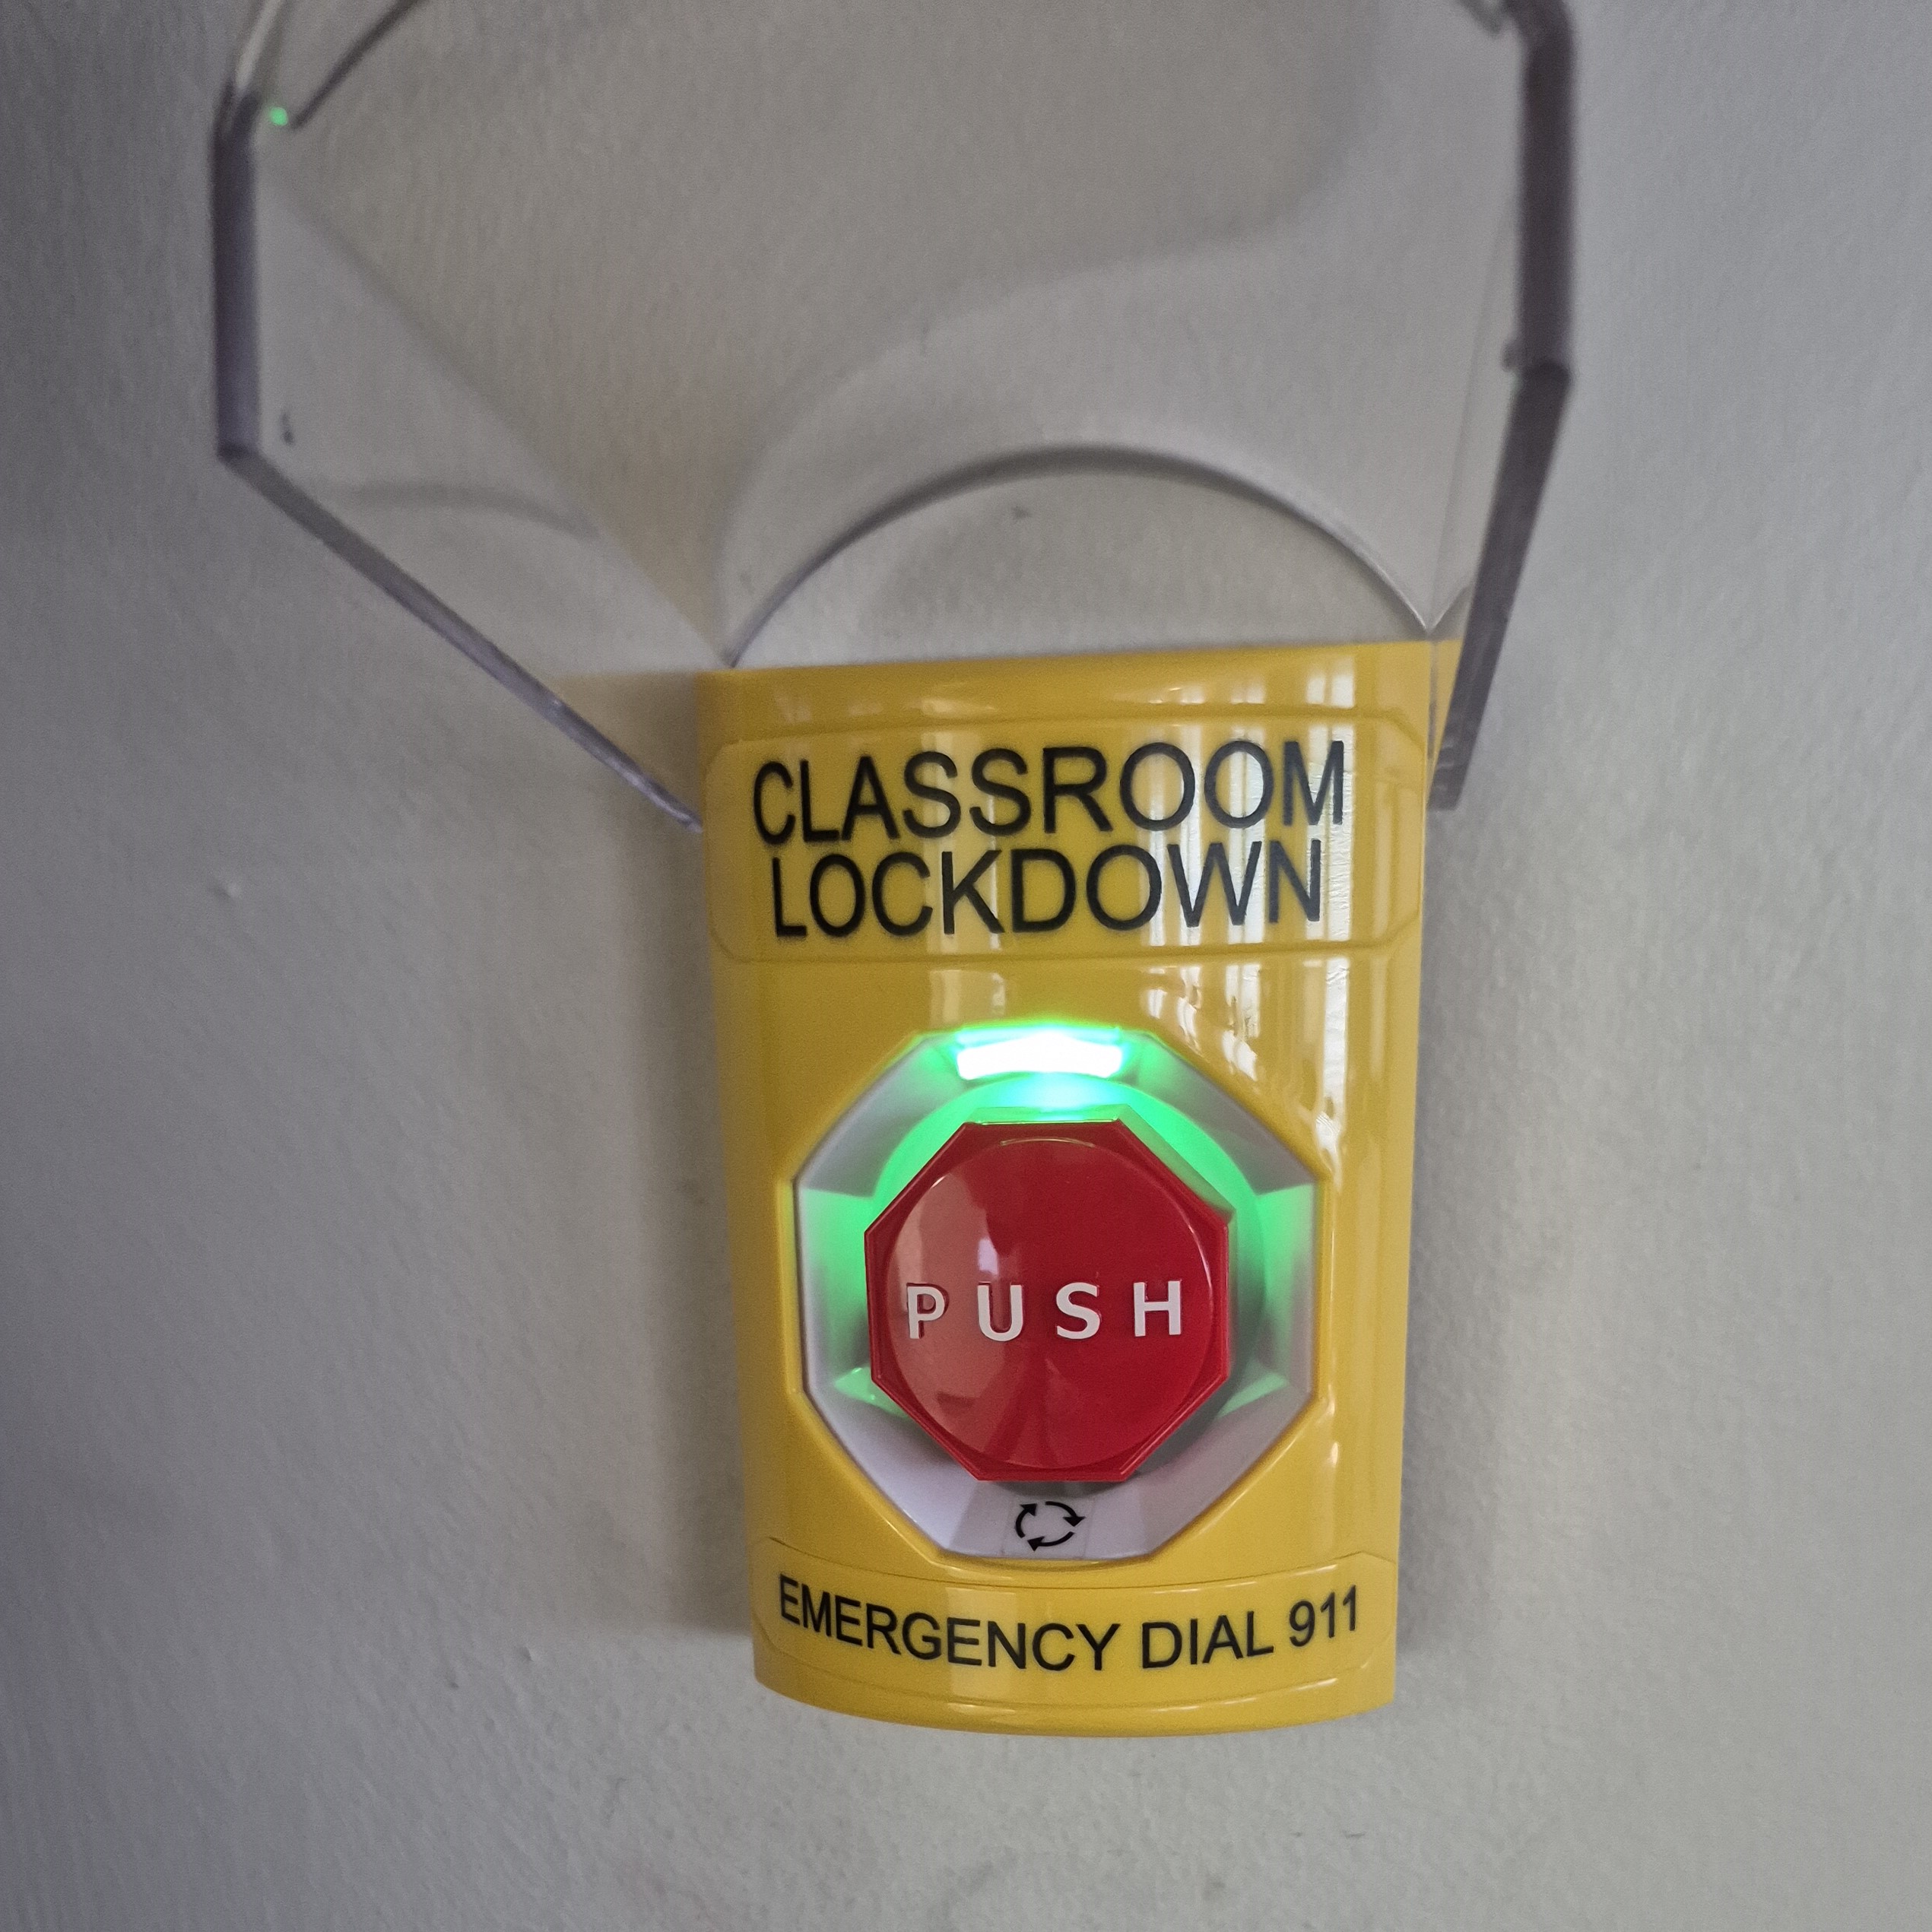 CLASSROOM
LOCKDOWN
PUSH
EMERGENCY DIAL 911